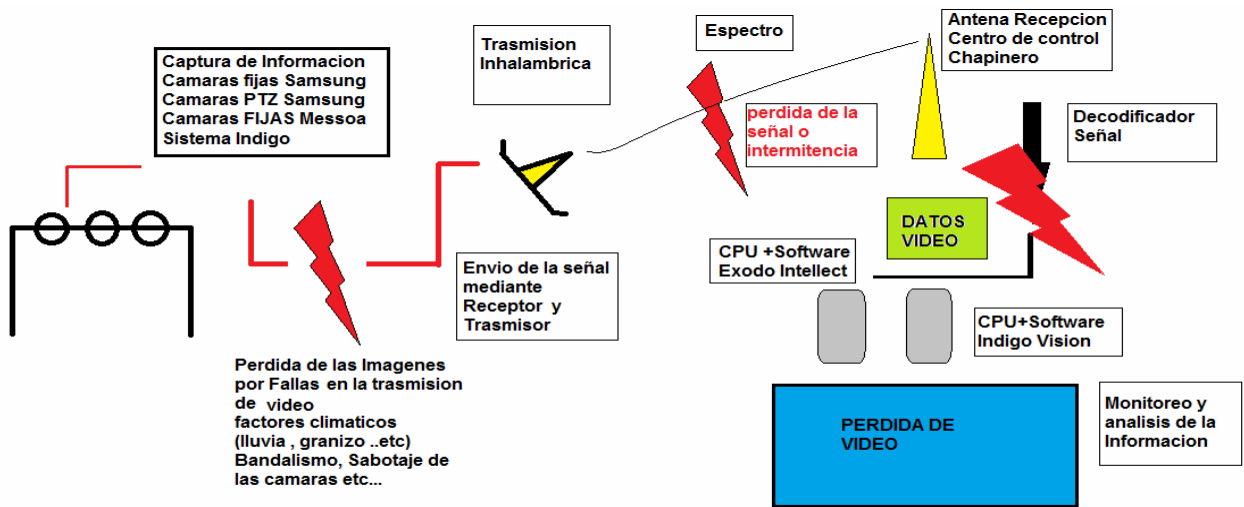 Captura de Informacion
Camaras fijas Samsung
Camaras PTZ Samsung
Camaras FIJAS Messoa
Sistema Indigo
Trasmision
Inhalambrica
Espectro
Antena Recepcion
Centro de control
Chapinero
perdida de la
señal o
intermitencia
Decodificador
Señal
DATOS
VIDEO
CPU +Software
Exodo Intellect
Envio de la señal
mediante
Receptor y
Trasmisor
CPU+Software
Indigo Vision
Perdida de las Imagenes
por Fallas en la trasmision
de video
factores climaticos
(lluvia , granizo ..etc)
Bandalismo, Sabotaje de
las camaras etc...
PERDIDA DE
VIDEO
Monitoreo y
analisis de la
Informacion